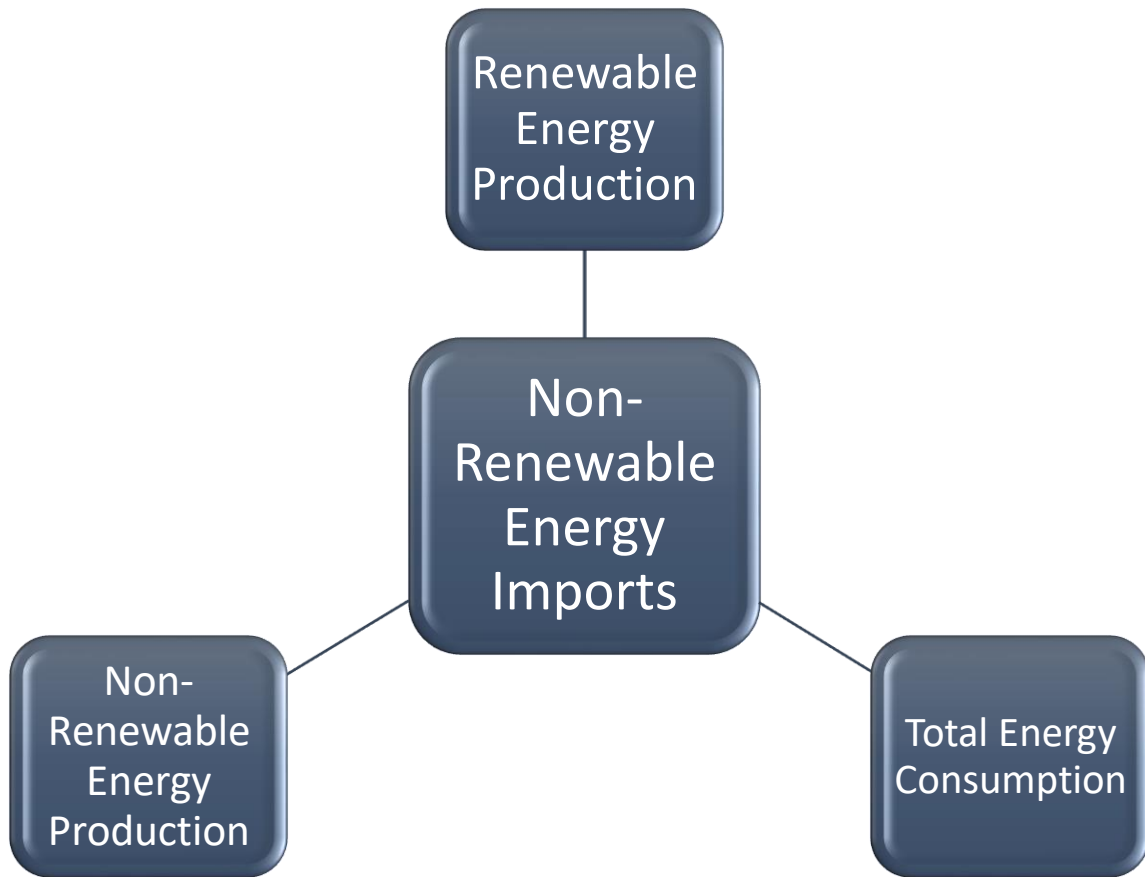 Renewable
Energy
Production
Non-
Renewable
Energy
Imports
Non-
Renewable
Energy
Production
Total Energy
Consumption